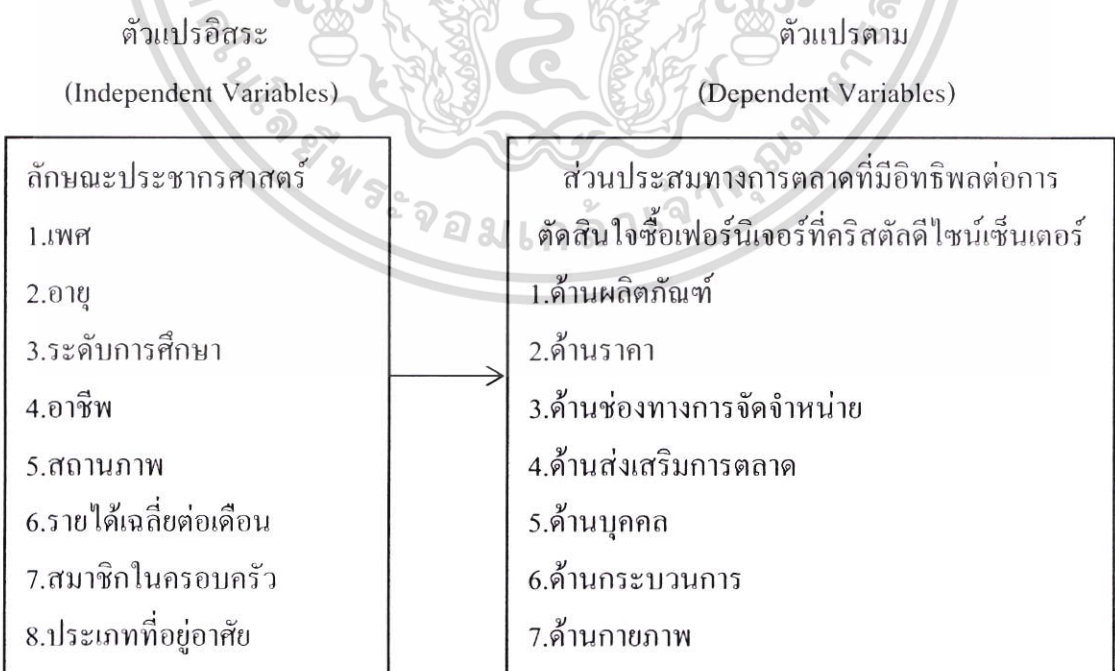 ตัวแปรอิสระ
(Independent Variables)
ลักษณะประชากรศาสตร์
1.เพศ
2.อายุ
3.ระดับการศึกษา
4.อาชีพ
5.สถานภาพ
6.รายได้เฉลี่ยต่อเดือน
7.สมาชิกในครอบครัว
8.ประเภทที่อยู่อาศัย
ตัวแปรตาม
(Dependent Variables)
ส่วนประสมทางการตลาดที่มีอิทธิพลต่อการ
ตัดสินใจซื้อเฟอร์นิเจอร์ที่คริสตัลดีไซน์เซ็นเตอร์
1.ด้านผลิตภัณฑ์
2.ด้านราคา
3.ด้านช่องทางการจัดจำหน่าย
4.ด้านส่งเสริมการตลาด
5.ด้านบุคคล
6.ด้านกระบวนการ
7.ด้านกายภาพ